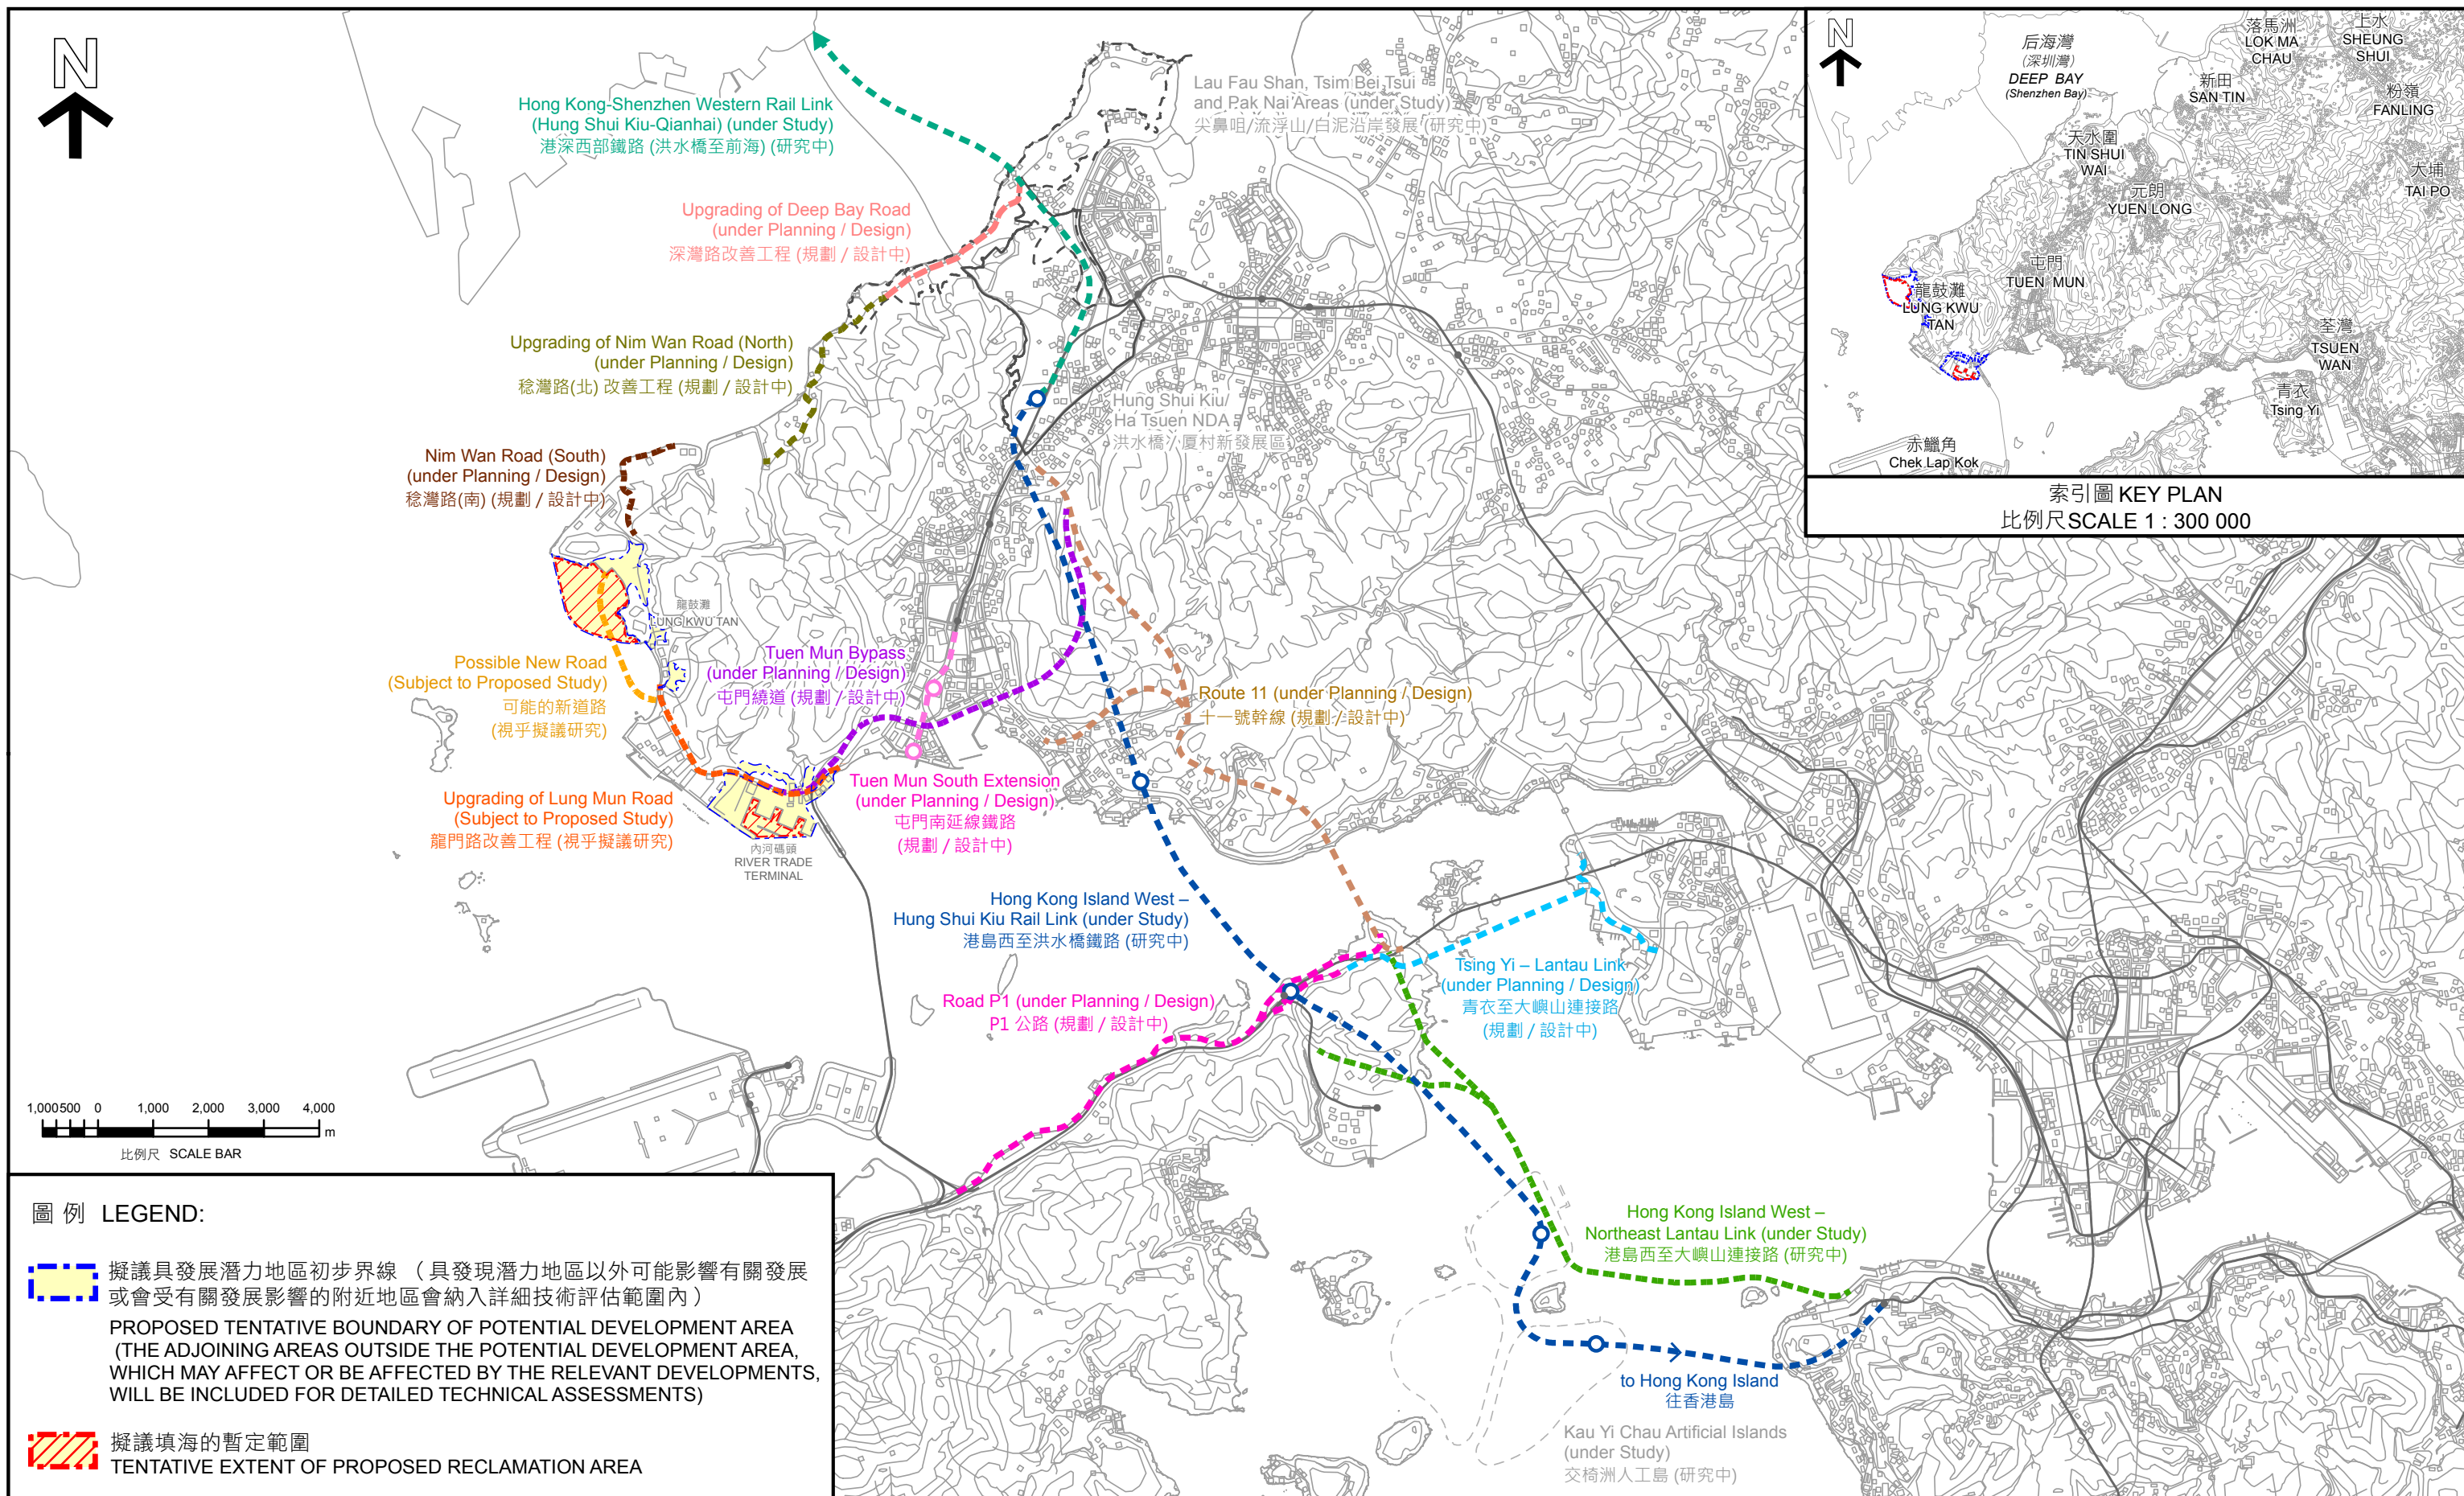 N
Hong Kong-Shenzhen Western Rail Link
(Hung Shui Kiu-Qianhai) (under Study)
港深西部鐵路 (洪水橋至前海) (研究中)
Lau Fau Shan, Tsim Bei Tsui
and Pak Nai Areas (under Study)
尖鼻咀/流浮山/白泥沿岸發展 (研究中)
Upgrading of Deep Bay Road
(under Planning / Design)
深灣路改善工程 (規劃 / 設計中)
Upgrading of Nim Wan Road (North)
(under Planning / Design)
稔灣路(北) 改善工程 (規劃 / 設計中)
Hung Shui Kiu/
Ha Tsuen NDA
洪水橋 / 厦村新發展區
Nim Wan Road (South)
(under Planning / Design)
稔灣路(南) (規劃 / 設計中)
龍鼓灘
LUNG KWU TAN
Possible New Road
(Subject to Proposed Study)
可能的新道路
(視乎擬議研究)
Tuen Mun Bypass
(under Planning / Design)
屯門繞道 (規劃 / 設計中)
Route 11 (under Planning / Design)
十一號幹線 (規劃 / 設計中)
Upgrading of Lung Mun Road
(Subject to Proposed Study)
龍門路改善工程 (視乎擬議研究)
Tuen Mun South Extension
(under Planning / Design)
屯門南延線鐵路
(規劃 / 設計中)
內河碼頭
RIVER TRADE
TERMINAL
Hong Kong Island West –
Hung Shui Kiu Rail Link (under Study)
港島西至洪水橋鐵路 (研究中)
Road P1 (under Planning / Design)
P1 公路 (規劃 / 設計中)
Tsing Yi – Lantau Link
(under Planning / Design)
青衣至大嶼山連接路
(規劃 / 設計中)
Hong Kong Island West –
Northeast Lantau Link (under Study)
港島西至大嶼山連接路 (研究中)
to Hong Kong Island
往香港島
Kau Yi Chau Artificial Islands
(under Study)
交椅洲人工島 (研究中)
N
后海灣
(深圳灣)
DEEP BAY
(Shenzhen Bay)
落馬洲
LOK MA
CHAU
上水
SHEUNG
SHUI
新田
SAN TIN
粉嶺
FANLING
天水圍
TIN SHUI
WAI
元朗
YUEN LONG
大埔
TAI PO
屯門
TUEN MUN
龍鼓灘
LUNG KWU
TAN
荃灣
TSUEN
WAN
青衣
Tsing Yi
赤鱲角
Chek Lap Kok
索引圖 KEY PLAN
比例尺SCALE 1 : 300 000
1,000 500 0 1,000 2,000 3,000 4,000
m
比例尺 SCALE BAR
圖 例 LEGEND:
擬議具發展潛力地區初步界線 （具發現潛力地區以外可能影響有關發展
或會受有關發展影響的附近地區會納入詳細技術評估範圍內）
PROPOSED TENTATIVE BOUNDARY OF POTENTIAL DEVELOPMENT AREA
(THE ADJOINING AREAS OUTSIDE THE POTENTIAL DEVELOPMENT AREA,
WHICH MAY AFFECT OR BE AFFECTED BY THE RELEVANT DEVELOPMENTS,
WILL BE INCLUDED FOR DETAILED TECHNICAL ASSESSMENTS)
擬議填海的暫定範圍
TENTATIVE EXTENT OF PROPOSED RECLAMATION AREA